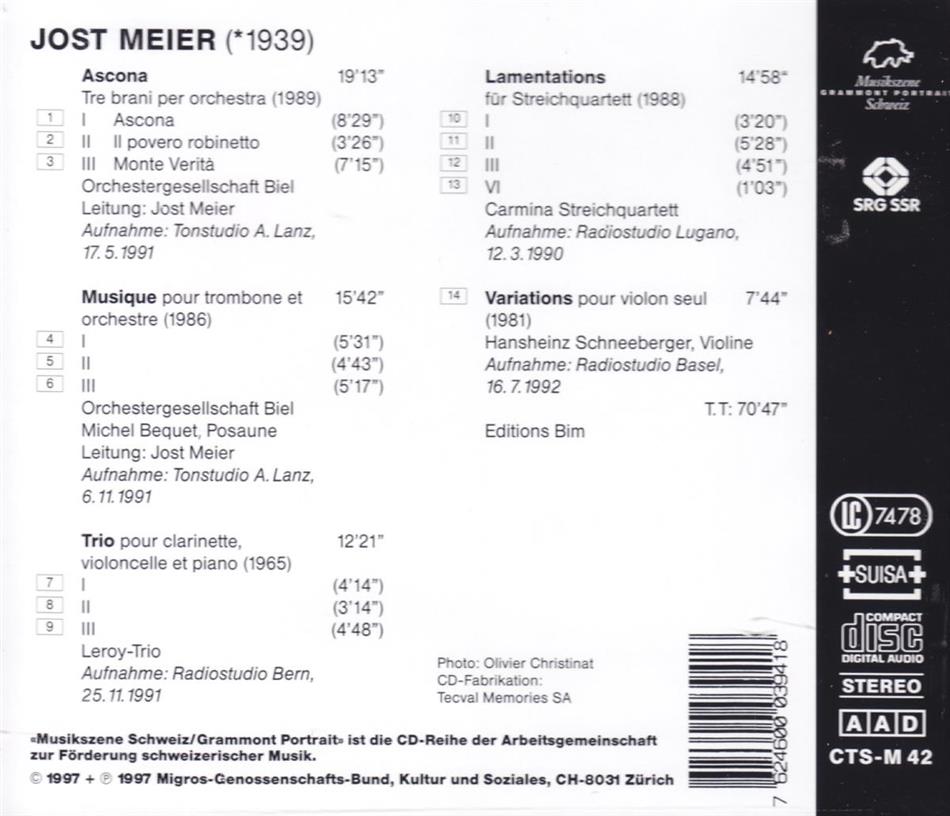 JOST MEIER (*1939)
Ascona 19'13"
Tre brani per orchestra (1989)
1 I Ascona (8'29")
2 II Il povero robinetto (3'26")
3 III Monte Verità (7'15")
Orchestergesellschaft Biel
Leitung: Jost Meier
Aufnahme: Tonstudio A. Lanz,
17.5.1991
Musique pour trombone et 15'42"
orchestre (1986)
4 I (5'31")
5 II (4'43")
6 III (5'17")
Orchestergesellschaft Biel
Michel Bequet, Posaune
Leitung: Jost Meier
Aufnahme: Tonstudio A. Lanz,
6.11.1991
Trio pour clarinette, 12'21"
violoncelle et piano (1965)
7 I (4'14")
8 II (3'14")
9 III (4'48")
Leroy-Trio
Aufnahme: Radiostudio Bern,
25.11.1991
Lamentations 14'58"
für Streichquartett (1988)
10 I (3'20")
11 II (5'28")
12 III (4'51")
13 VI (1'03")
Carmina Streichquartett
Aufnahme: Radiostudio Lugano,
12.3.1990
14 Variations pour violon seul 7'44"
(1981)
Hansheinz Schneeberger, Violine
Aufnahme: Radiostudio Basel,
16.7.1992
T.T: 70'47"
Editions Bim
Photo: Olivier Christinat
CD-Fabrikation:
Tecval Memories SA
«Musikszene Schweiz/Grammont Portrait» ist die CD-Reihe der Arbeitsgemeinschaft
zur Förderung schweizerischer Musik.
© 1997 + ℗ 1997 Migros-Genossenschafts-Bund, Kultur und Soziales, CH-8031 Zürich
7 624600 039418
Musikszene
GRAMMONT PORTRAIT
Schweiz
SRG SSR
LC 7478
SUISA
COMPACT
disc
DIGITAL AUDIO
STEREO
AAD
CTS-M 42